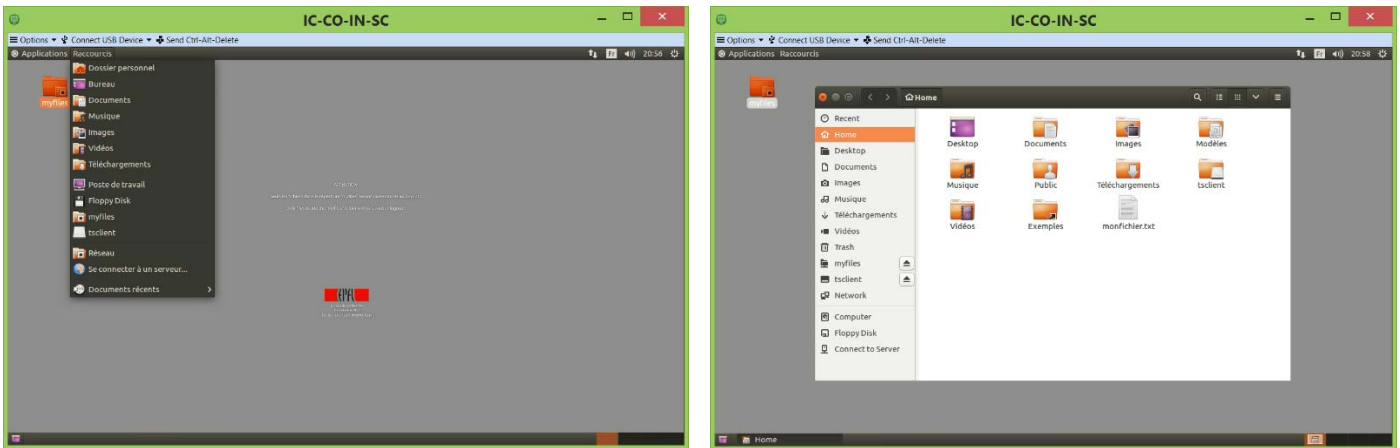 IC-CO-IN-SC
Options Connect USB Device Send Ctrl-Alt-Delete
Applications Raccourcis Fr 20:56
Dossier personnel
Bureau
myfiles
Documents
Musique
Images
Vidéos
Téléchargements
Poste de travail
Floppy Disk
myfiles
tsclient
Réseau
Se connecter à un serveur...
Documents récents
ATTENTION
EPFL
IC-CO-IN-SC
Options Connect USB Device Send Ctrl-Alt-Delete
Applications Raccourcis Fr 20:58
myfiles
Home
Recent
Home
Desktop
Documents
Images
Musique
Téléchargements
Vidéos
Trash
myfiles
tsclient
Network
Computer
Floppy Disk
Connect to Server
Desktop Documents Images Modèles
Musique Public Téléchargements tsclient
Vidéos Exemples monfichier.txt
Home